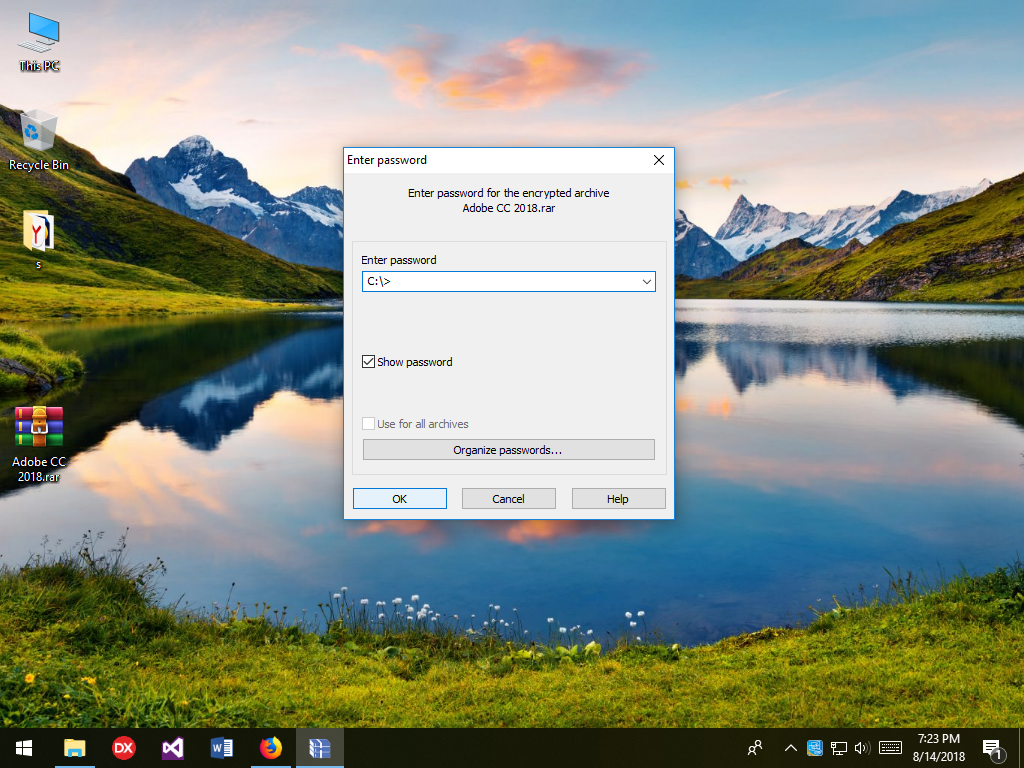 This PC
Recycle Bin
s
Adobe CC
2018.rar
Enter password
Enter password for the encrypted archive
Adobe CC 2018.rar
Enter password
C:\>
Show password
Use for all archives
Organize passwords...
OK
Cancel
Help
DX
7:23 PM
8/14/2018
1